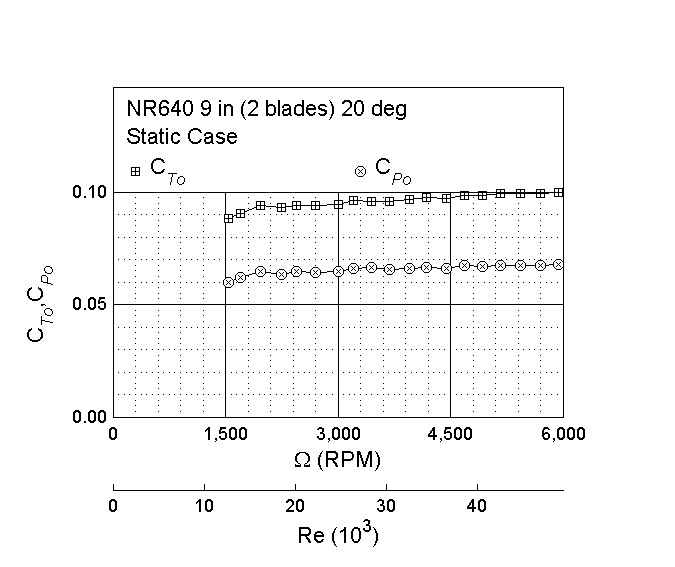 NR640 9 in (2 blades) 20 deg
Static Case
C_To C_Po
0.10
0.05
0.00
C_To,C_Po
0 1,500 3,000 4,500 6,000
Ω (RPM)
0 10 20 30 40
Re (10^3)